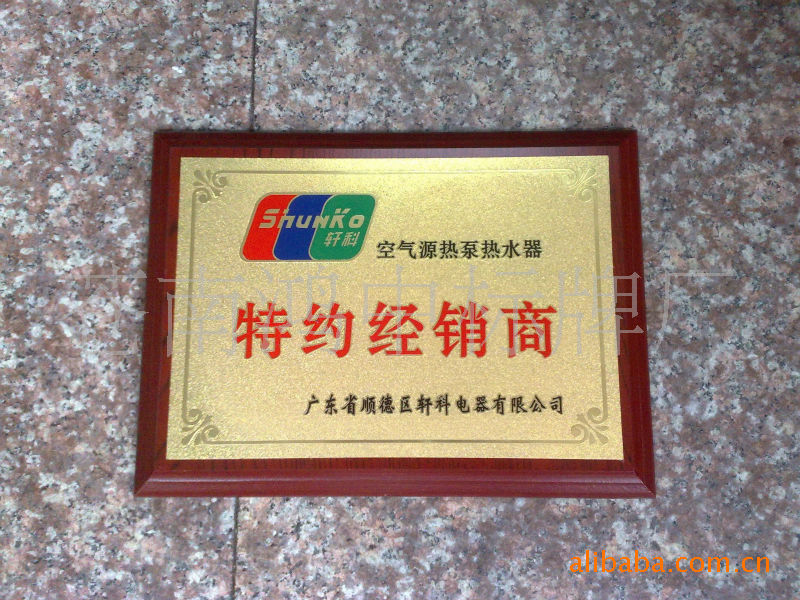 ShunKo
轩科
空气源热泵热水器
特约经销商
广东省顺德区轩科电器有限公司
alibaba.com.cn